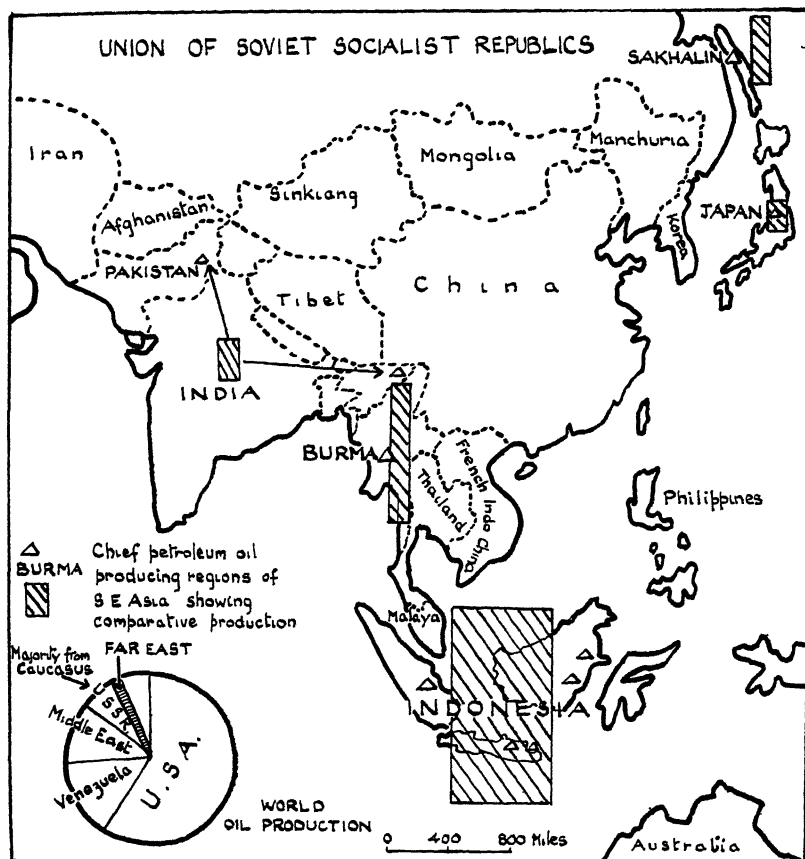 UNION OF SOVIET SOCIALIST REPUBLICS
SAKHALIN
Iran
Mongolia
Manchuria
Sinkiang
Afghanistan
Korea
JAPAN
PAKISTAN
Tibet
China
INDIA
BURMA
French Indo China
Thailand
Philippines
BURMA
Chief petroleum oil
producing regions of
S E Asia showing
comparative production
Malaya
INDONESIA
Majority from
Caucasus
FAR EAST
USSR
Middle East
Venezuela
U.S.A.
WORLD
OIL PRODUCTION
0 400 800 Miles
Australia